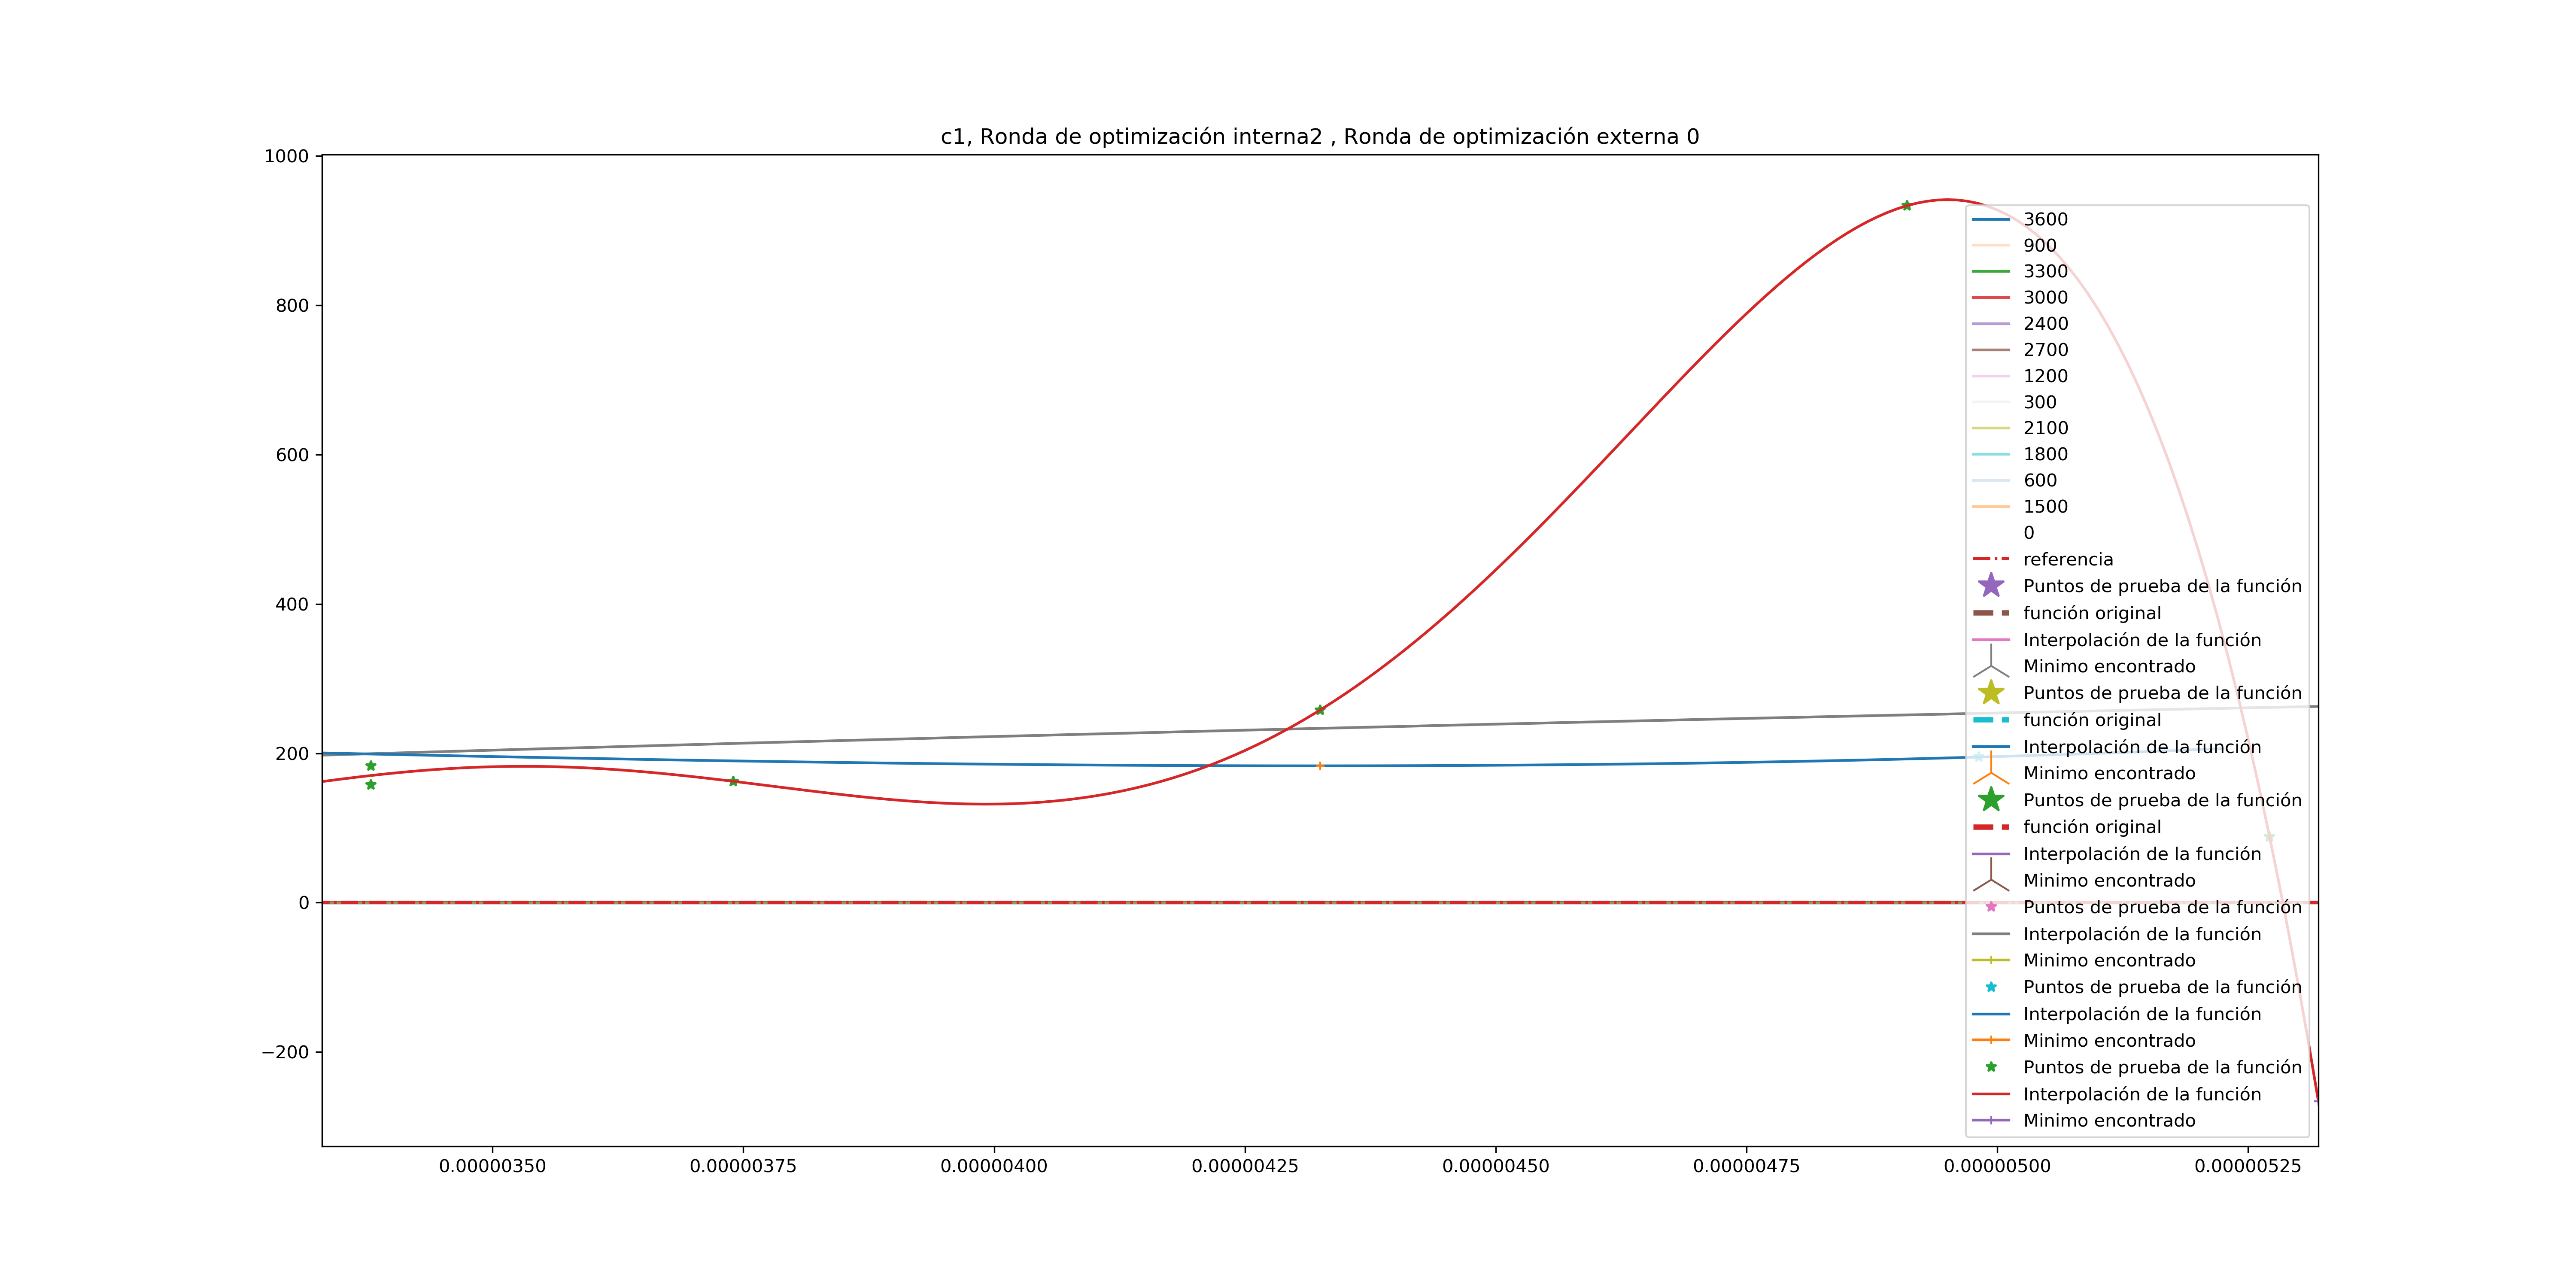 c1, Ronda de optimización interna2 , Ronda de optimización externa 0
1000
800
600
400
200
0
−200
0.00000350
0.00000375
0.00000400
0.00000425
0.00000450
0.00000475
0.00000500
0.00000525
3600
900
3300
3000
2400
2700
1200
300
2100
1800
600
1500
0
referencia
Puntos de prueba de la función
función original
Interpolación de la función
Minimo encontrado
Puntos de prueba de la función
función original
Interpolación de la función
Minimo encontrado
Puntos de prueba de la función
función original
Interpolación de la función
Minimo encontrado
Puntos de prueba de la función
Interpolación de la función
Minimo encontrado
Puntos de prueba de la función
Interpolación de la función
Minimo encontrado
Puntos de prueba de la función
Interpolación de la función
Minimo encontrado